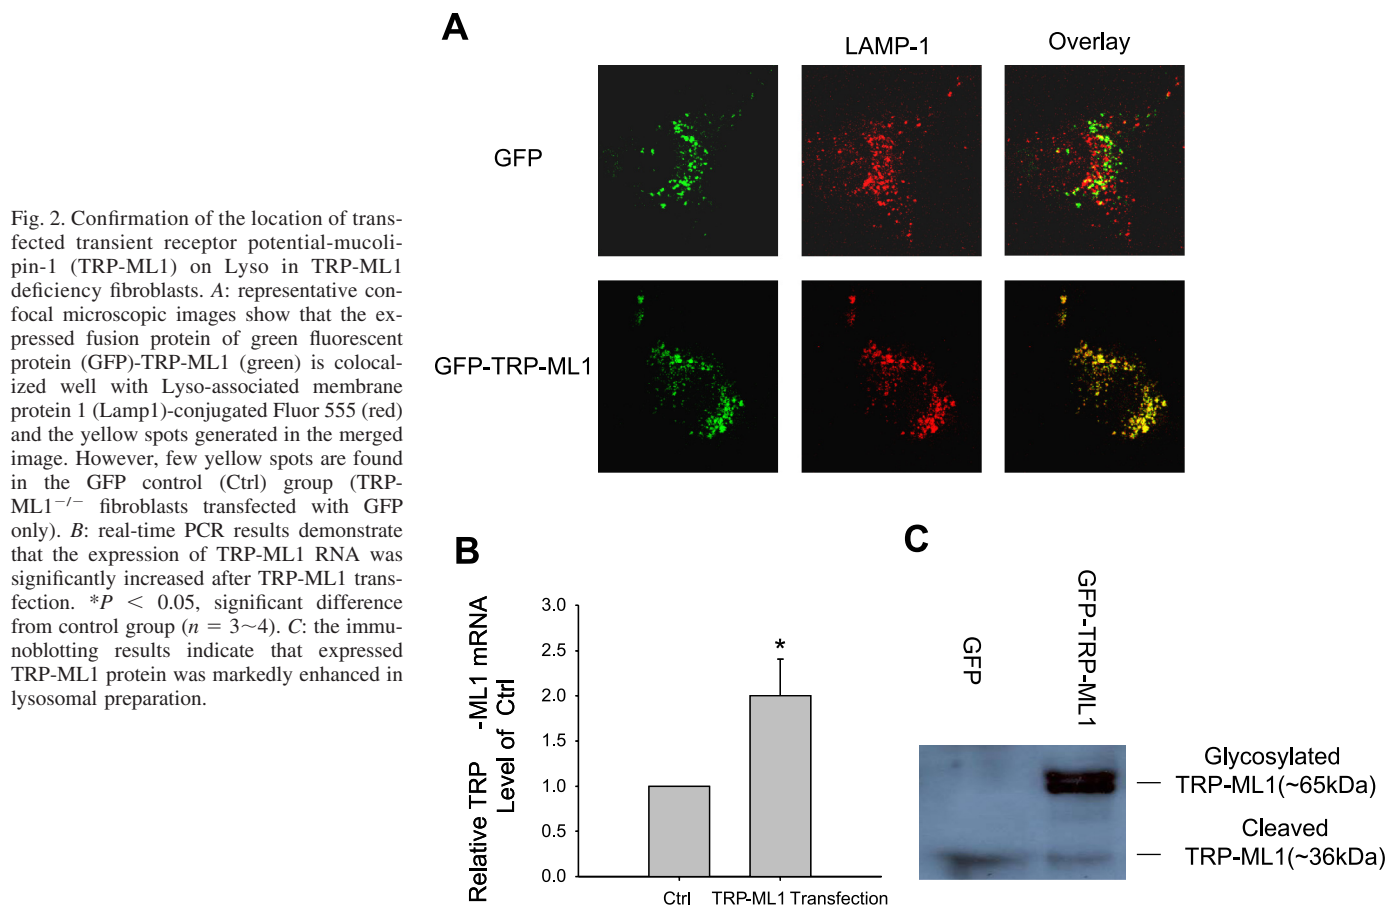 Fig. 2. Confirmation of the location of trans-
fected transient receptor potential-mucoli-
pin-1 (TRP-ML1) on Lyso in TRP-ML1
deficiency fibroblasts. A: representative con-
focal microscopic images show that the ex-
pressed fusion protein of green fluorescent
protein (GFP)-TRP-ML1 (green) is colocal-
ized well with Lyso-associated membrane
protein 1 (Lamp1)-conjugated Fluor 555 (red)
and the yellow spots generated in the merged
image. However, few yellow spots are found
in the GFP control (Ctrl) group (TRP-
ML1−/− fibroblasts transfected with GFP
only). B: real-time PCR results demonstrate
that the expression of TRP-ML1 RNA was
significantly increased after TRP-ML1 trans-
fection. *P < 0.05, significant difference
from control group (n = 3~4). C: the immu-
noblotting results indicate that expressed
TRP-ML1 protein was markedly enhanced in
lysosomal preparation.
A
LAMP-1
Overlay
GFP
GFP-TRP-ML1
B
Relative TRP -ML1 mRNA
Level of Ctrl
3.0
2.5
2.0
1.5
1.0
0.5
0.0
*
Ctrl
TRP-ML1 Transfection
C
GFP
GFP-TRP-ML1
Glycosylated
TRP-ML1(~65kDa)
Cleaved
TRP-ML1(~36kDa)